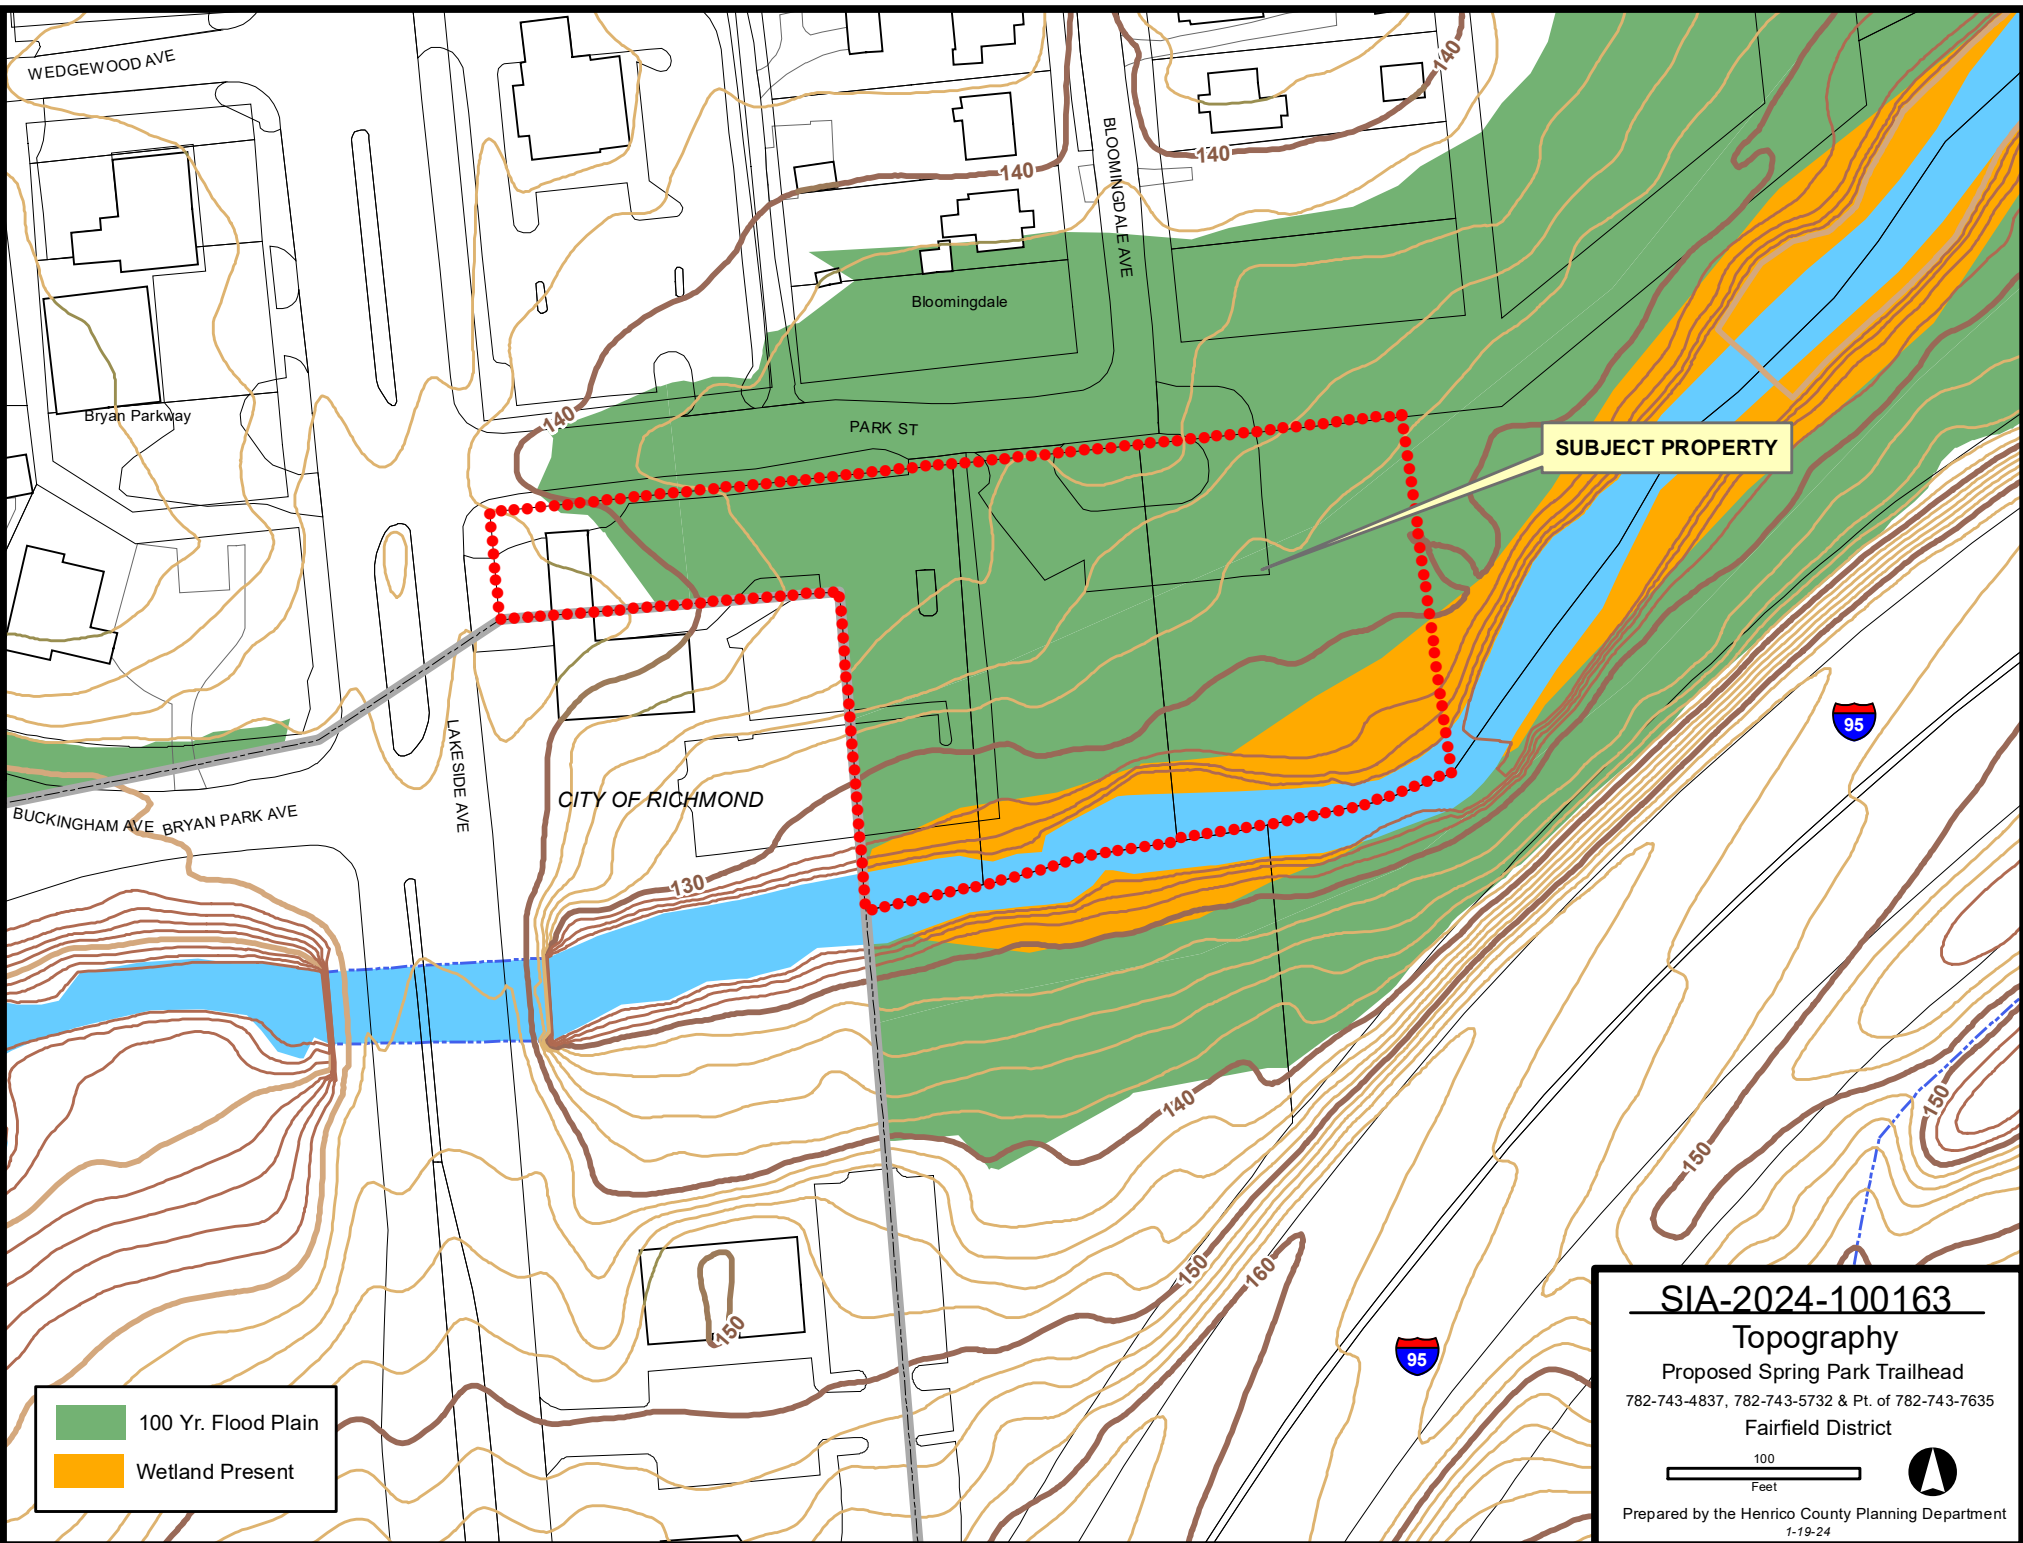 WEDGEWOOD AVE
140
140
140
BLOOMINGDALE AVE
Bloomingdale
Bryan Parkway
140
PARK ST
SUBJECT PROPERTY
95
LAKESIDE AVE
CITY OF RICHMOND
BUCKINGHAM AVE
BRYAN PARK AVE
130
140
150
150
150
160
150
95
100 Yr. Flood Plain
Wetland Present
SIA-2024-100163
Topography
Proposed Spring Park Trailhead
782-743-4837, 782-743-5732 & Pt. of 782-743-7635
Fairfield District
100
Feet
Prepared by the Henrico County Planning Department
1-19-24